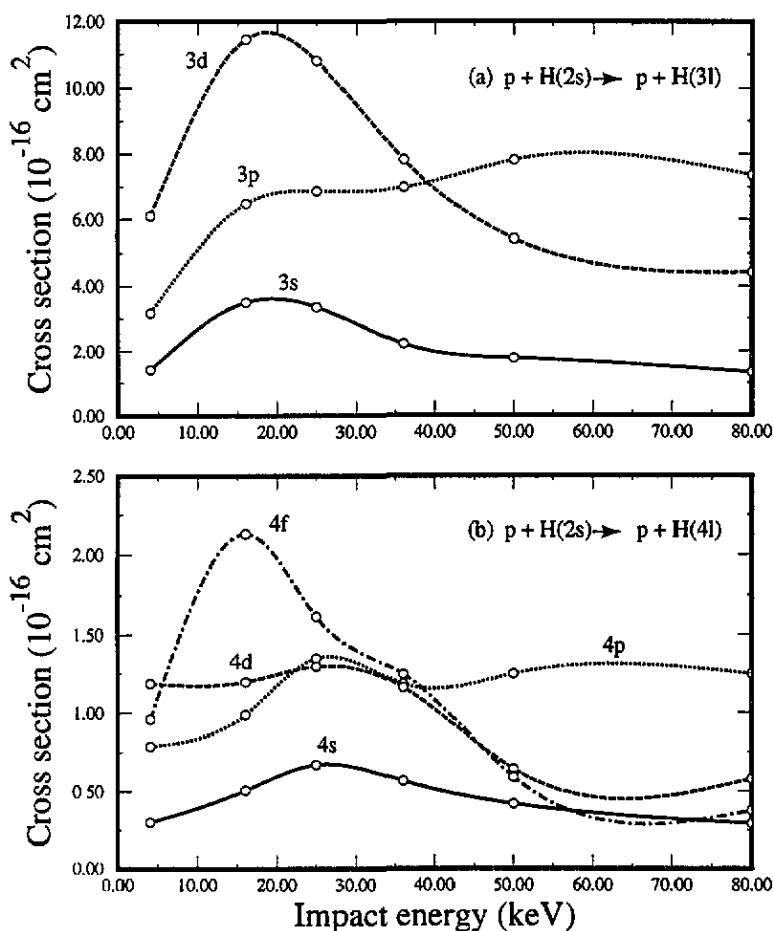 12.00
10.00
8.00
6.00
4.00
2.00
0.00
Cross section (10⁻¹⁶ cm²)
3d
3p
3s
(a) p + H(2s) → p + H(3l)
0.00 10.00 20.00 30.00 40.00 50.00 60.00 70.00 80.00
2.50
2.00
1.50
1.00
0.50
0.00
Cross section (10⁻¹⁶ cm²)
4f
(b) p + H(2s) → p + H(4l)
4p
4d
4s
0.00 10.00 20.00 30.00 40.00 50.00 60.00 70.00 80.00
Impact energy (keV)